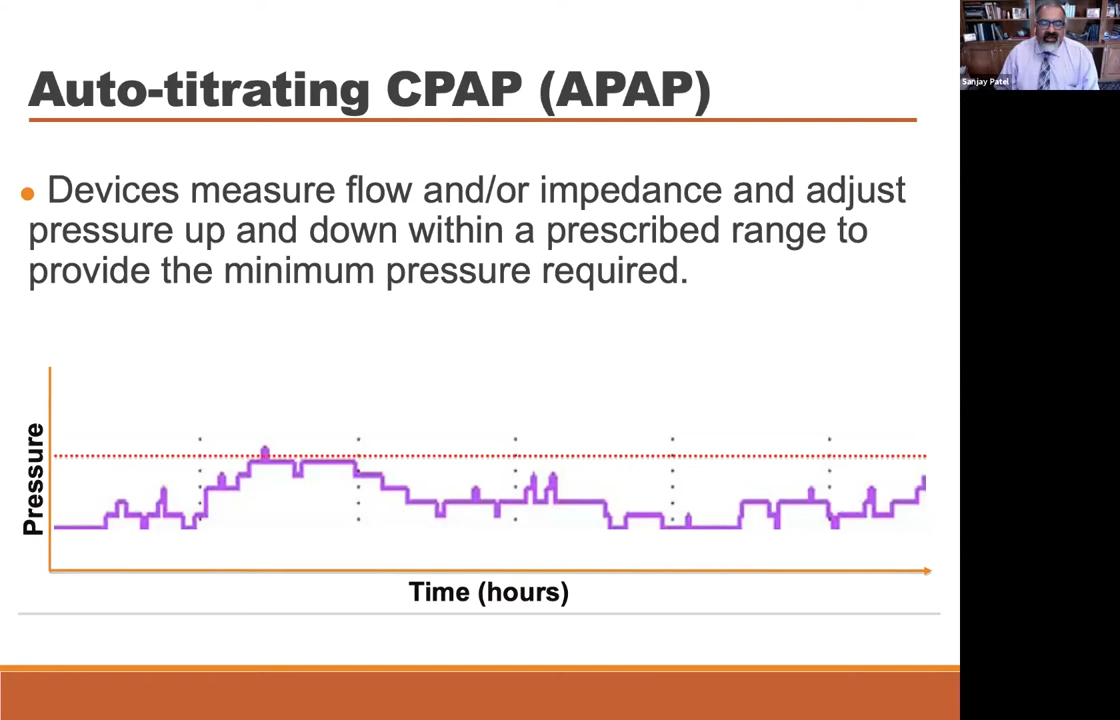 Auto-titrating CPAP (APAP)
Sanjay Patel
• Devices measure flow and/or impedance and adjust
pressure up and down within a prescribed range to
provide the minimum pressure required.
Pressure
Time (hours)